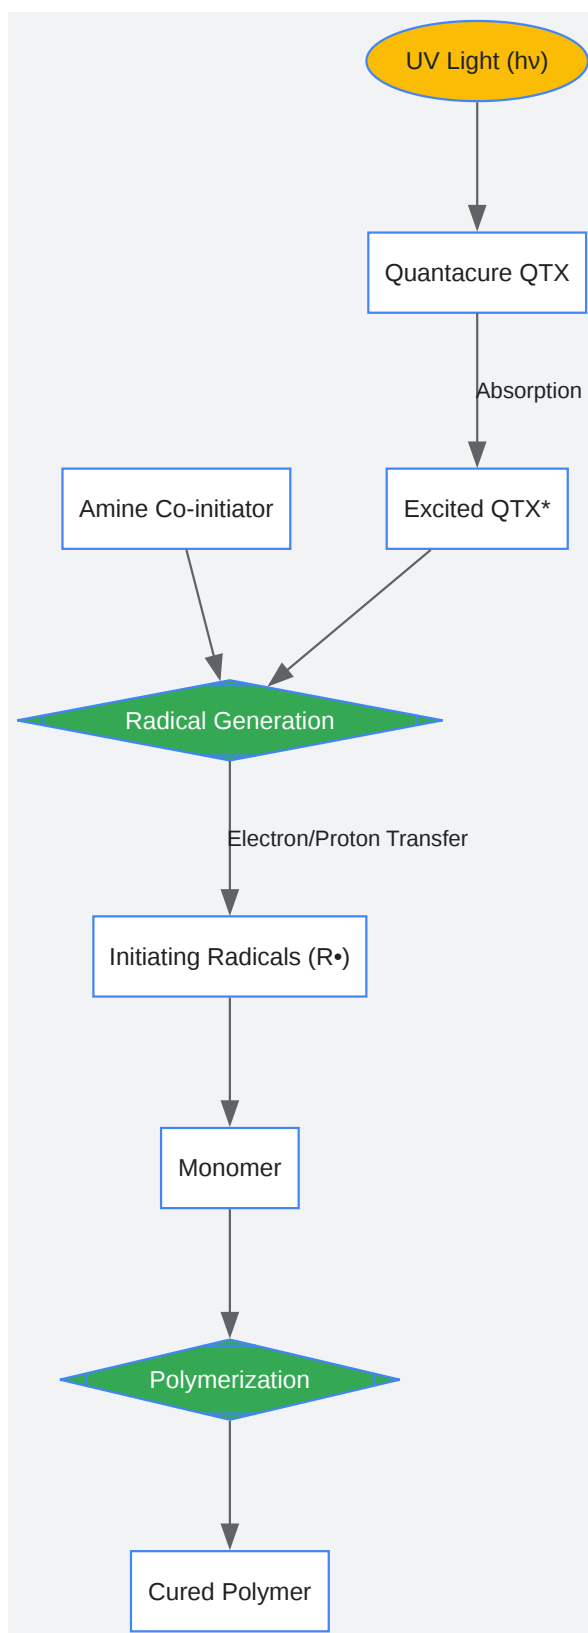 UV Light (hν)
Quantacure QTX
Absorption
Amine Co-initiator
Excited QTX*
Radical Generation
Electron/Proton Transfer
Initiating Radicals (R•)
Monomer
Polymerization
Cured Polymer